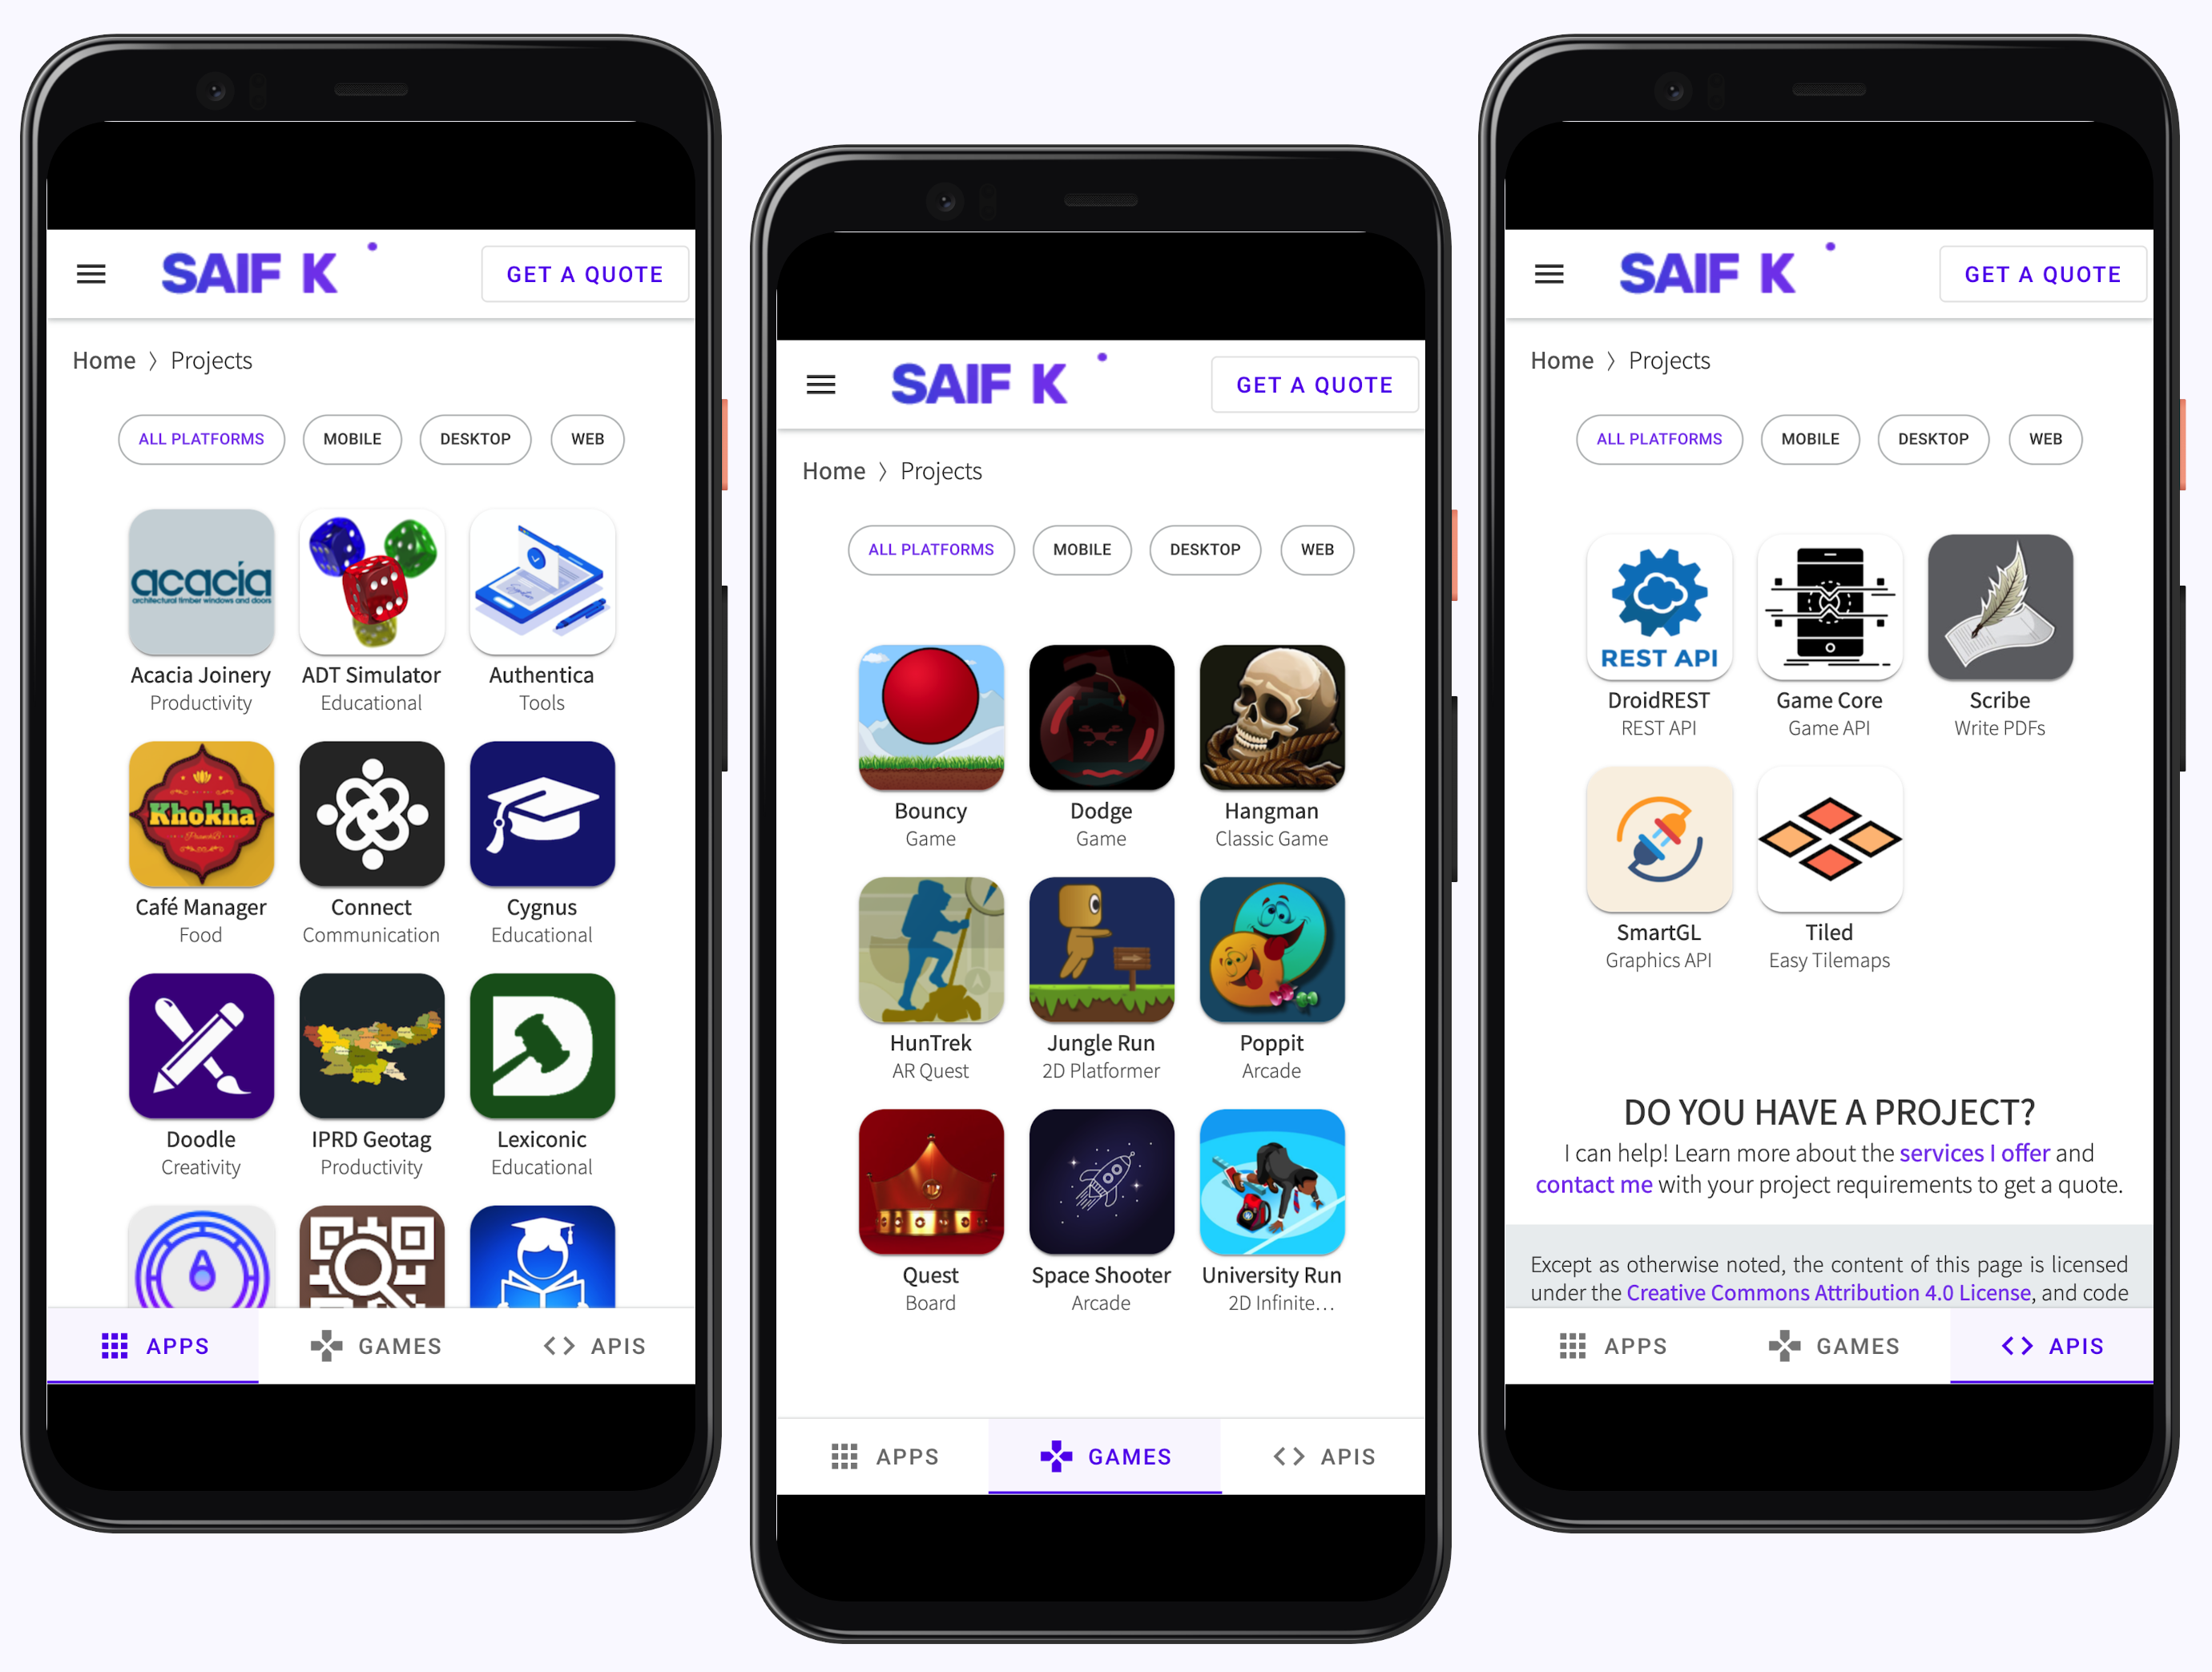 SAIF K
GET A QUOTE
Home 〉 Projects
ALL PLATFORMS MOBILE DESKTOP WEB
acacia
architectural timber windows and doors
Acacia Joinery ADT Simulator Authentica
Productivity Educational Tools
Khokha
Café Manager Connect Cygnus
Food Communication Educational
Doodle IPRD Geotag Lexiconic
Creativity Productivity Educational
APPS GAMES APIS
SAIF K
GET A QUOTE
Home 〉 Projects
ALL PLATFORMS MOBILE DESKTOP WEB
Bouncy Dodge Hangman
Game Game Classic Game
HunTrek Jungle Run Poppit
AR Quest 2D Platformer Arcade
Quest Space Shooter University Run
Board Arcade 2D Infinite...
APPS GAMES APIS
SAIF K
GET A QUOTE
Home 〉 Projects
ALL PLATFORMS MOBILE DESKTOP WEB
REST API
DroidREST Game Core Scribe
REST API Game API Write PDFs
SmartGL Tiled
Graphics API Easy Tilemaps
DO YOU HAVE A PROJECT?
I can help! Learn more about the services I offer and
contact me with your project requirements to get a quote.
Except as otherwise noted, the content of this page is licensed
under the Creative Commons Attribution 4.0 License, and code
APPS GAMES APIS